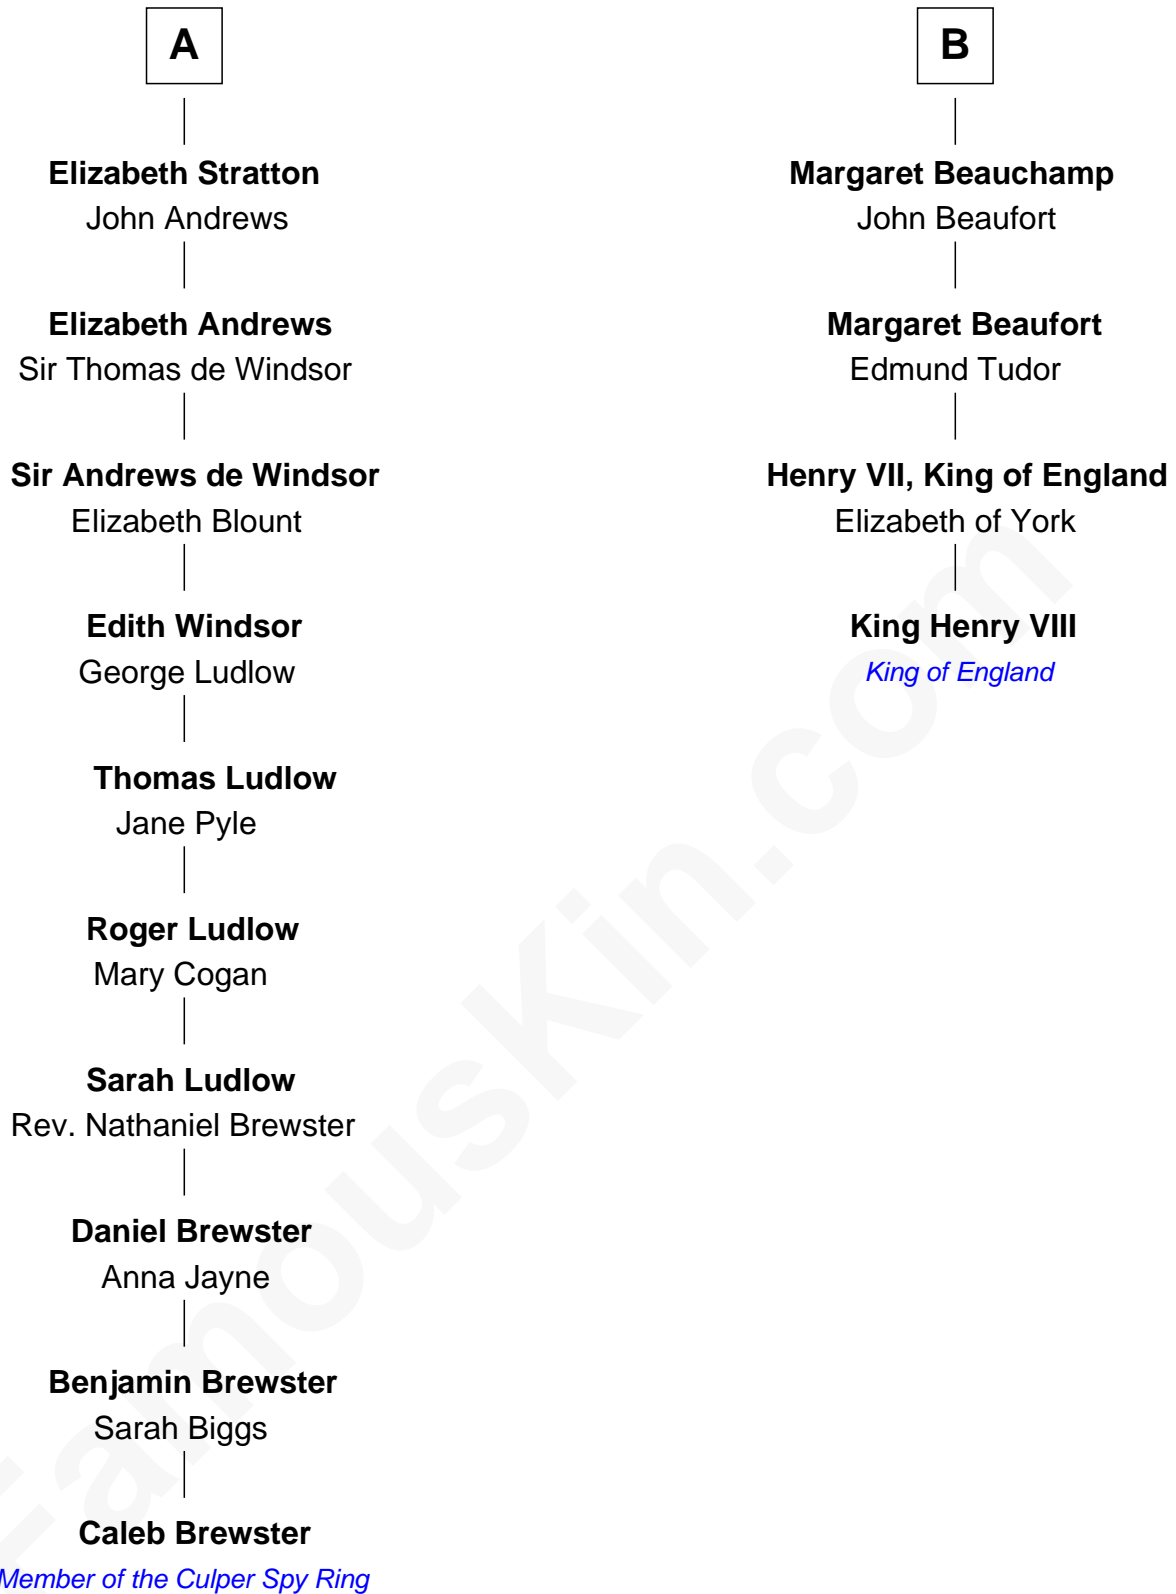 A
Elizabeth Stratton
John Andrews
Elizabeth Andrews
Sir Thomas de Windsor
Sir Andrews de Windsor
Elizabeth Blount
Edith Windsor
George Ludlow
Thomas Ludlow
Jane Pyle
Roger Ludlow
Mary Cogan
Sarah Ludlow
Rev. Nathaniel Brewster
Daniel Brewster
Anna Jayne
Benjamin Brewster
Sarah Biggs
Caleb Brewster
Member of the Culper Spy Ring
B
Margaret Beauchamp
John Beaufort
Margaret Beaufort
Edmund Tudor
Henry VII, King of England
Elizabeth of York
King Henry VIII
King of England
FamousKin.com